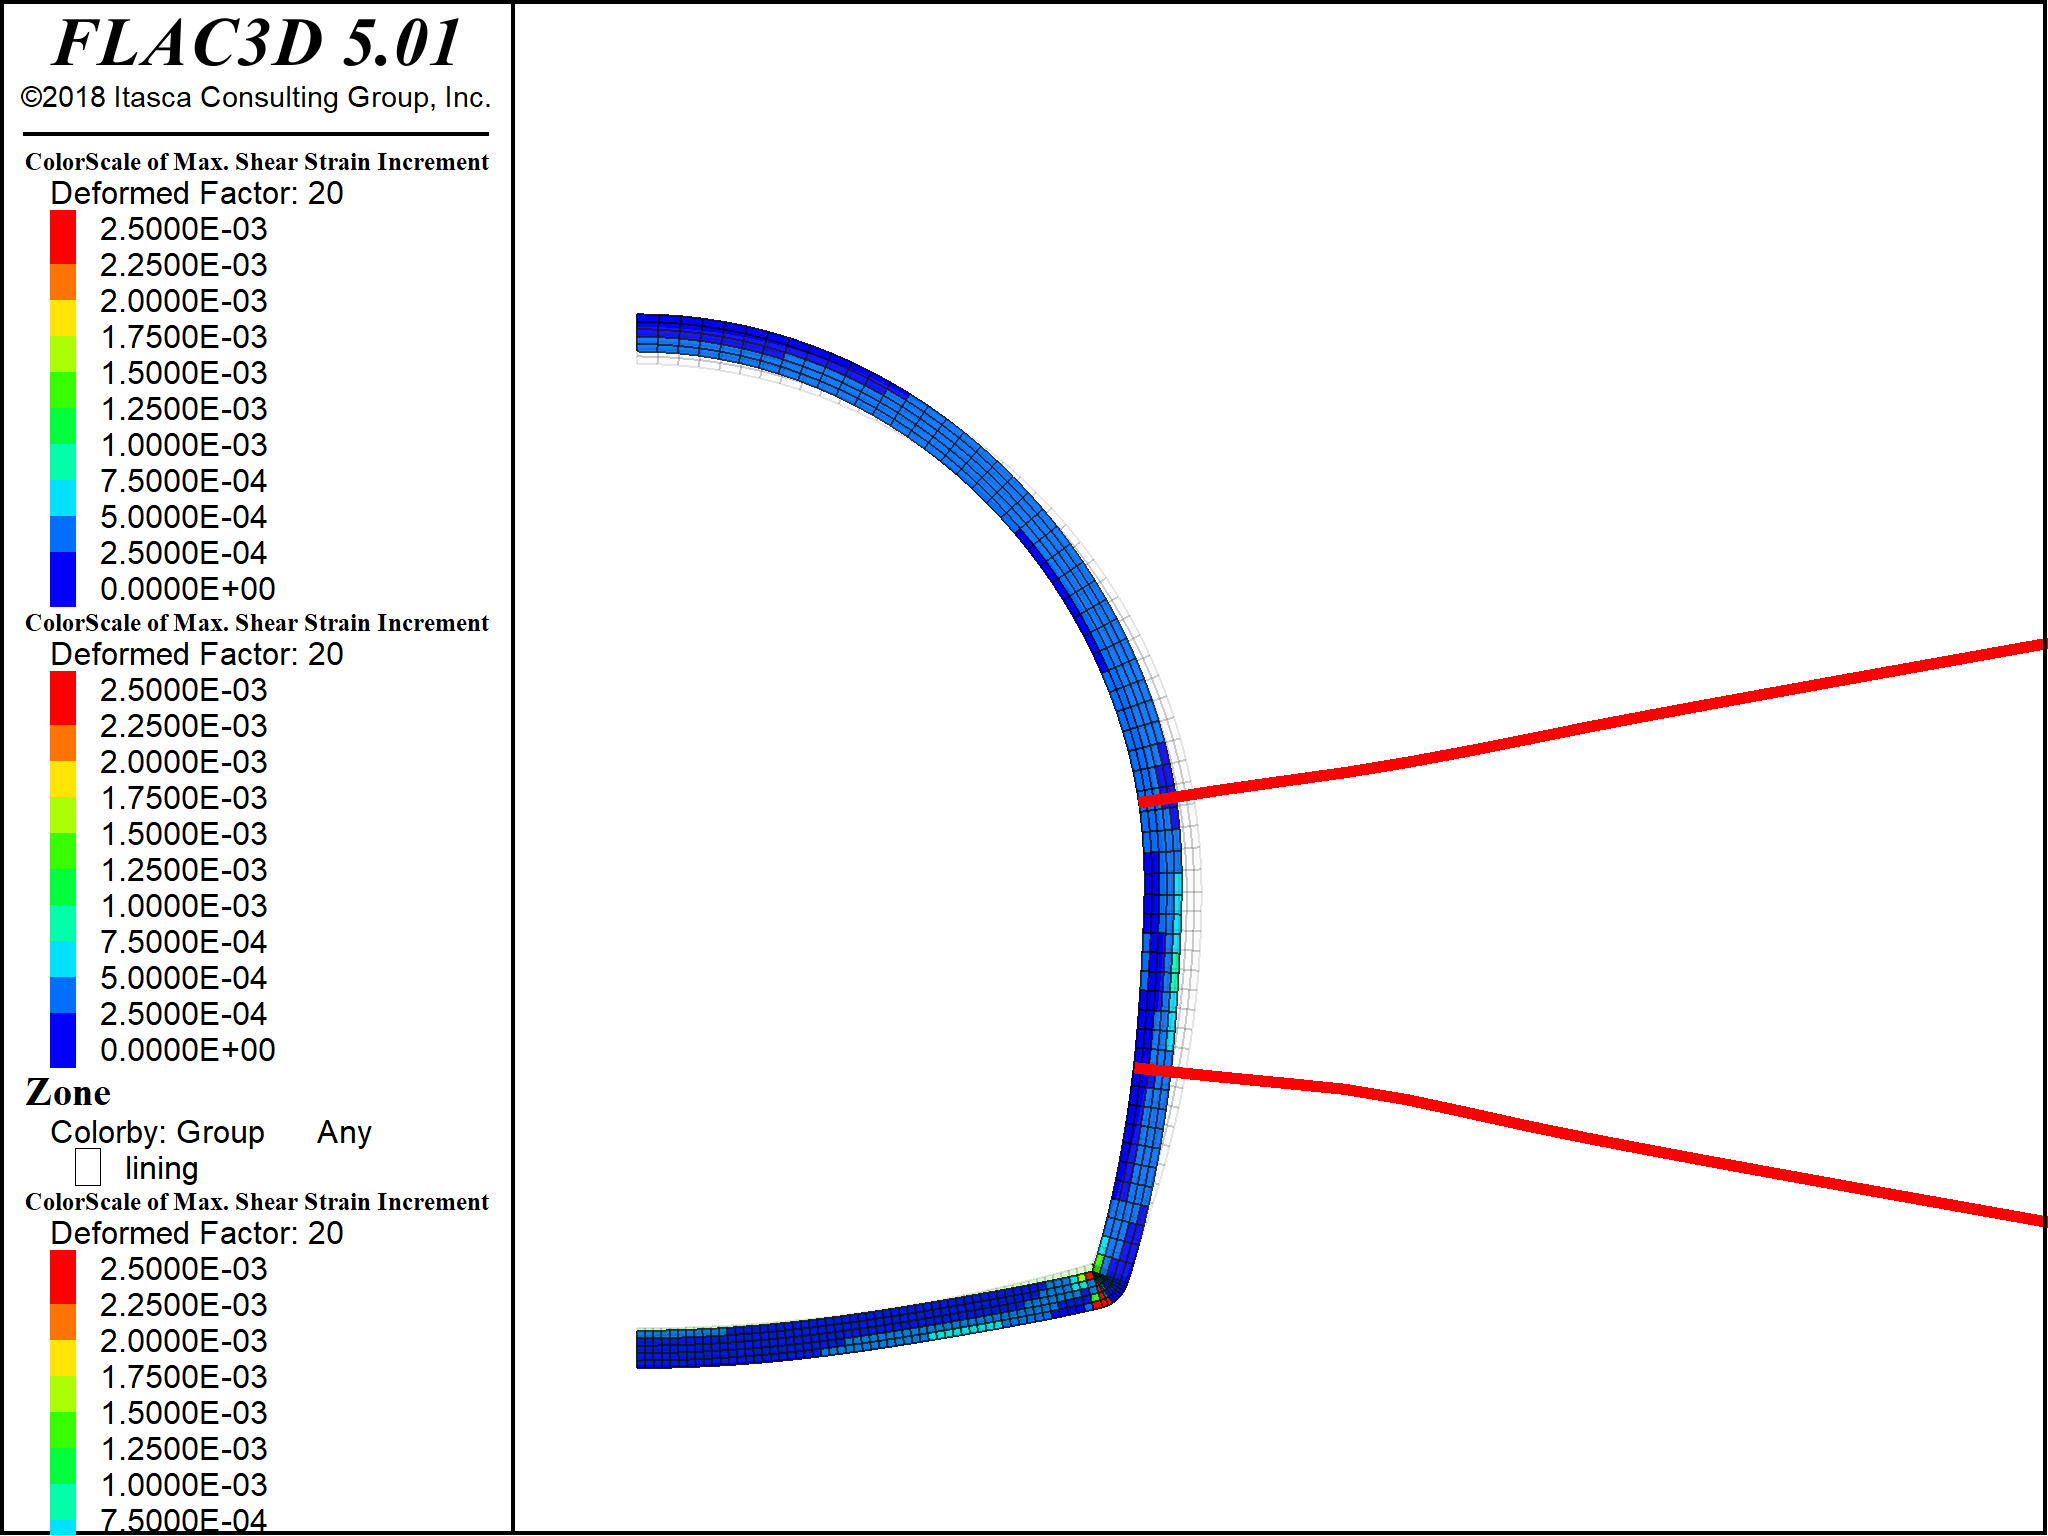 FLAC3D 5.01
©2018 Itasca Consulting Group, Inc.
ColorScale of Max. Shear Strain Increment
Deformed Factor: 20
2.5000E-03
2.2500E-03
2.0000E-03
1.7500E-03
1.5000E-03
1.2500E-03
1.0000E-03
7.5000E-04
5.0000E-04
2.5000E-04
0.0000E+00
ColorScale of Max. Shear Strain Increment
Deformed Factor: 20
2.5000E-03
2.2500E-03
2.0000E-03
1.7500E-03
1.5000E-03
1.2500E-03
1.0000E-03
7.5000E-04
5.0000E-04
2.5000E-04
0.0000E+00
Zone
Colorby: Group Any
lining
ColorScale of Max. Shear Strain Increment
Deformed Factor: 20
2.5000E-03
2.2500E-03
2.0000E-03
1.7500E-03
1.5000E-03
1.2500E-03
1.0000E-03
7.5000E-04